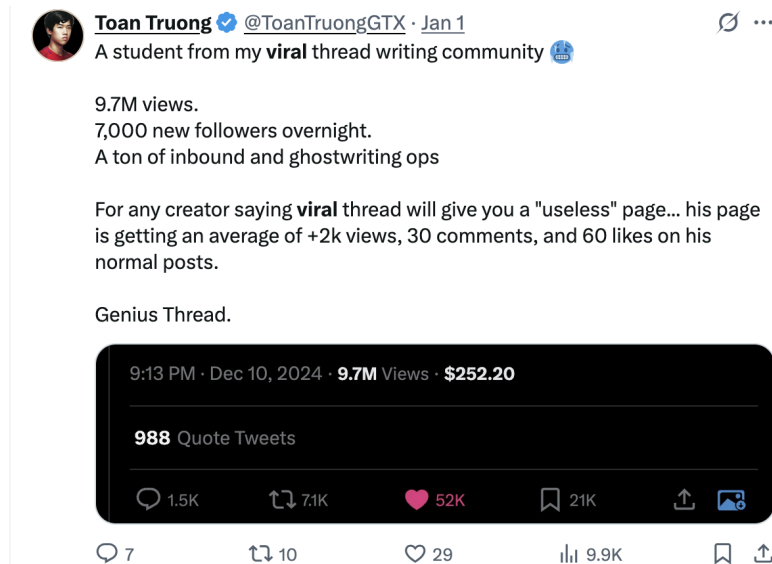 Toan Truong @ToanTruongGTX · Jan 1
A student from my viral thread writing community 🥶
9.7M views.
7,000 new followers overnight.
A ton of inbound and ghostwriting ops
For any creator saying viral thread will give you a "useless" page... his page
is getting an average of +2k views, 30 comments, and 60 likes on his
normal posts.
Genius Thread.
9:13 PM · Dec 10, 2024 · 9.7M Views · $252.20
988 Quote Tweets
1.5K 7.1K 52K 21K
7 10 29 9.9K